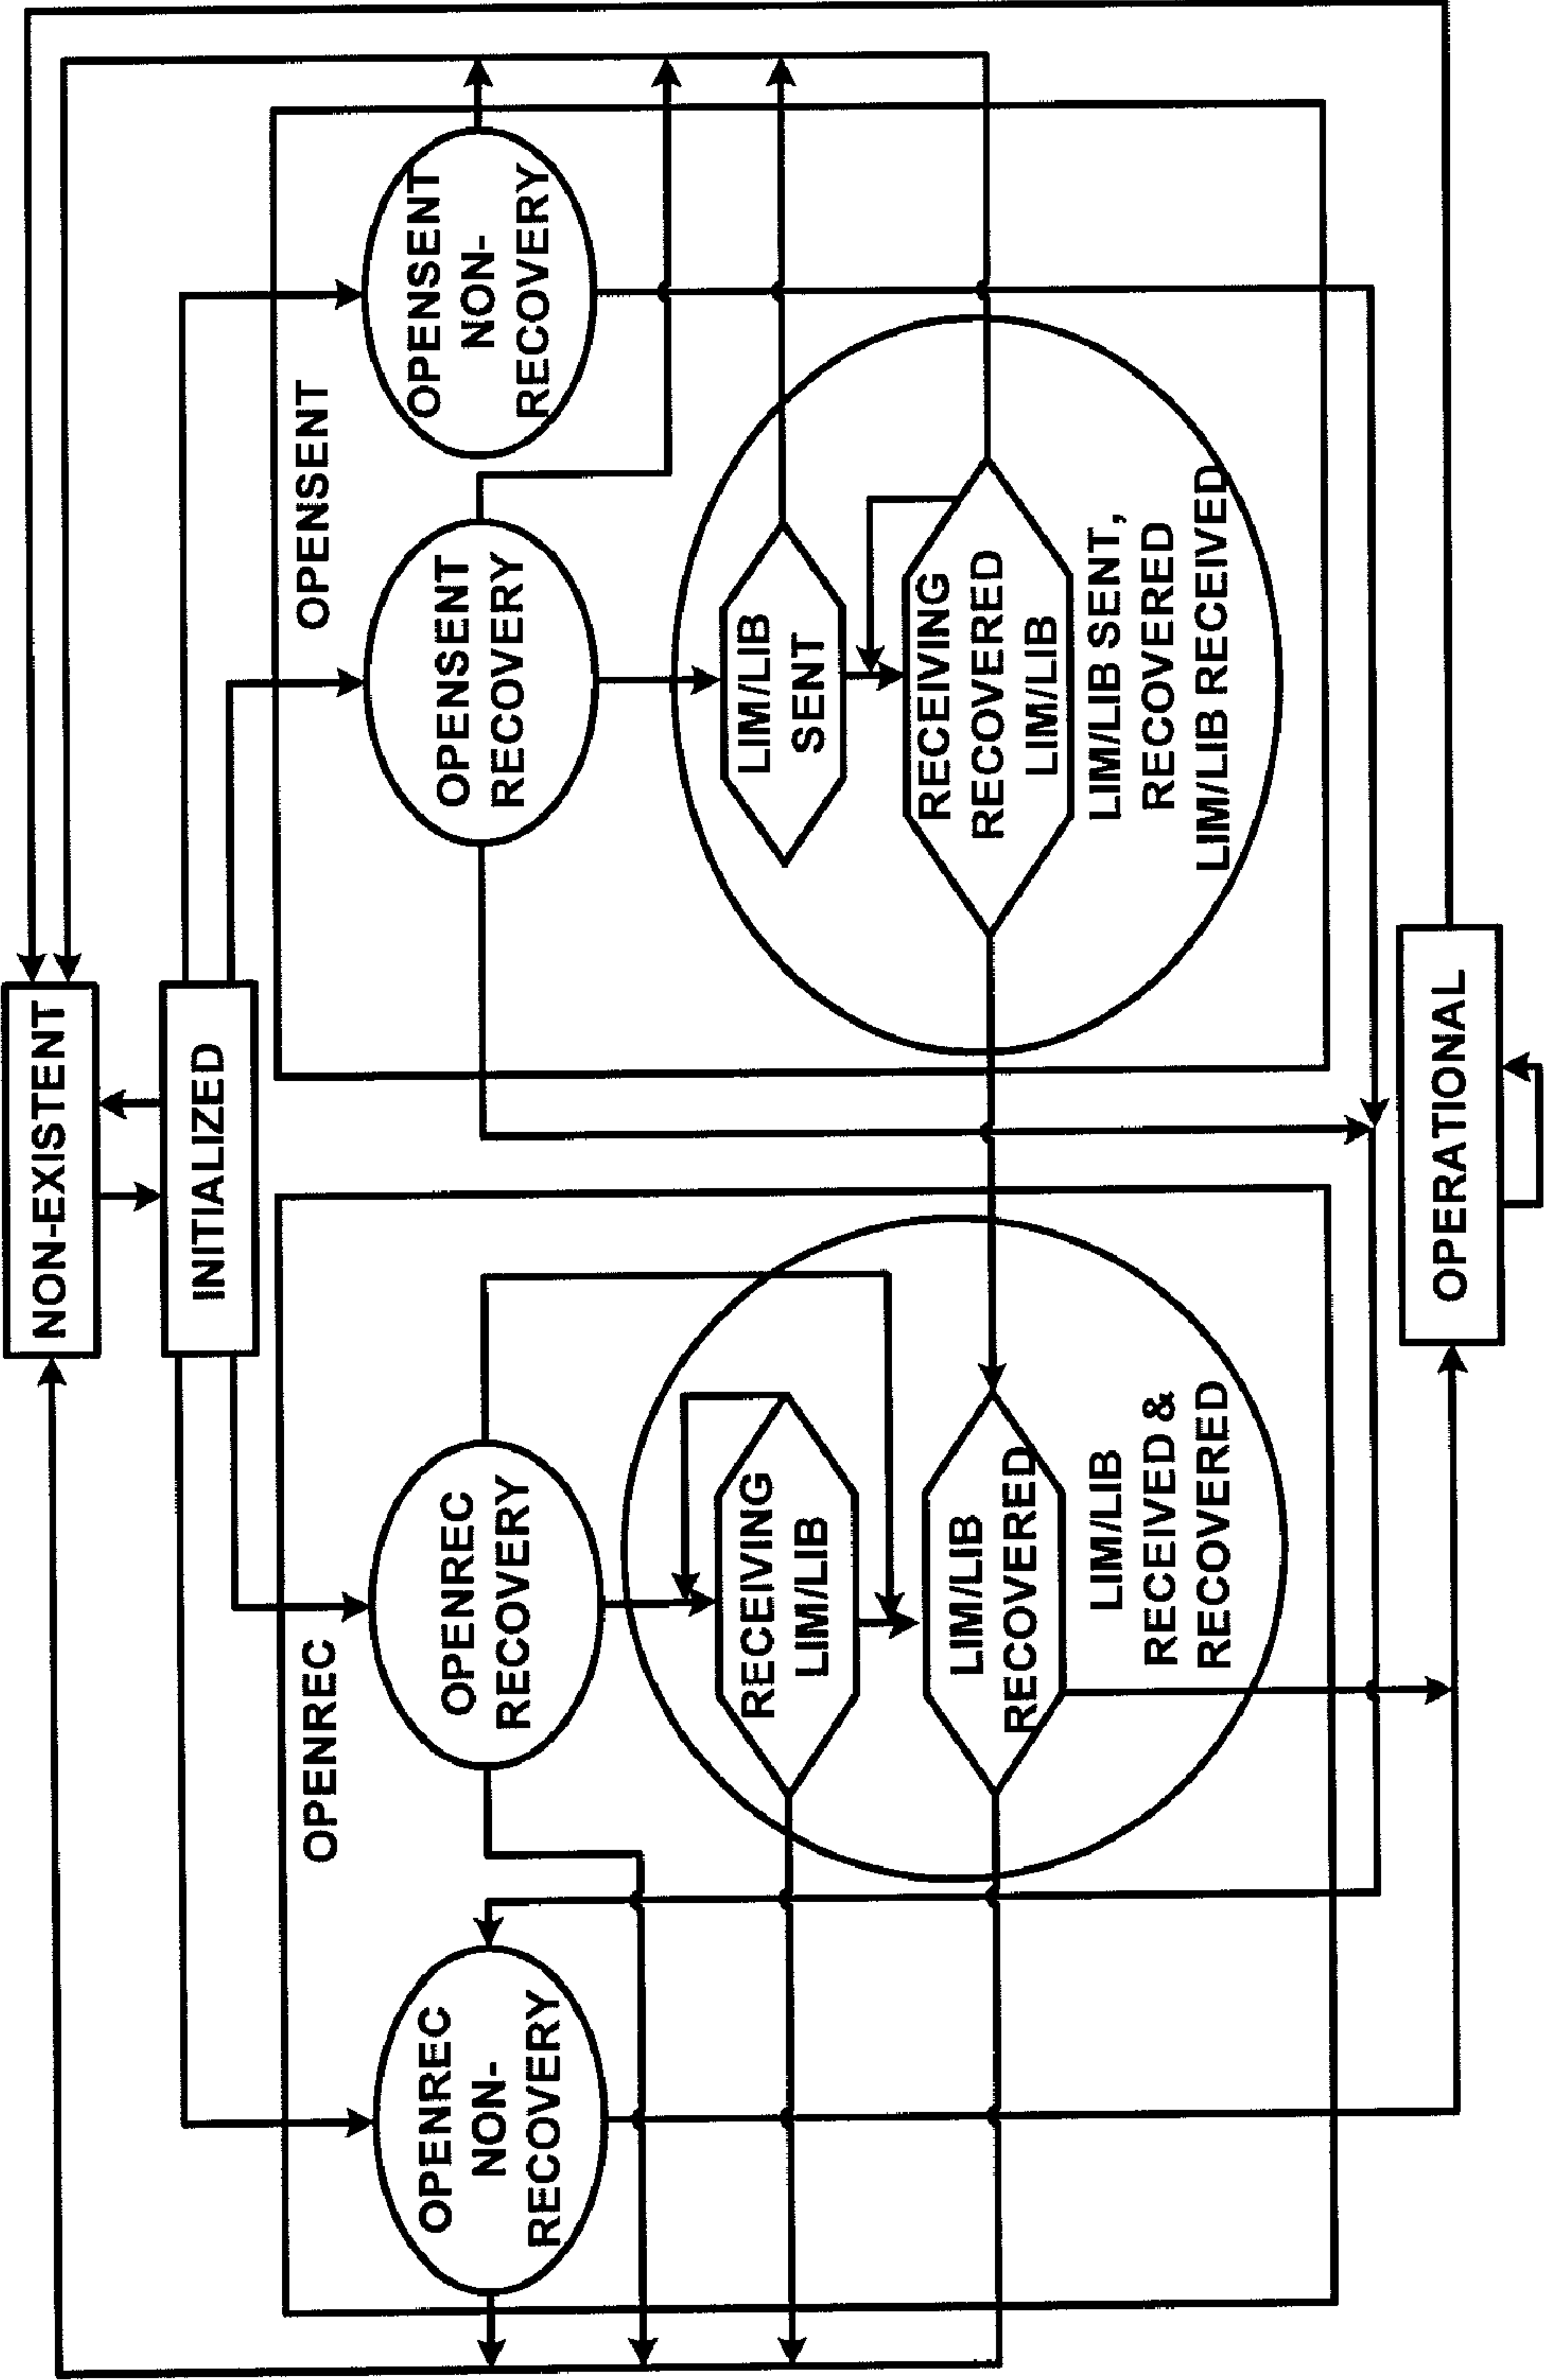 NON-EXISTENT
INITIALIZED
OPENREC
OPENSENT
OPENREC
NON-
RECOVERY
OPENREC
RECOVERY
OPENSENT
RECOVERY
OPENSENT
NON-
RECOVERY
RECEIVING
LIM/LIB
LIM/LIB
SENT
LIM/LIB
RECOVERED
RECEIVING
RECOVERED
LIM/LIB
LIM/LIB
RECEIVED &
RECOVERED
LIM/LIB SENT,
RECOVERED
LIM/LIB RECEIVED
OPERATIONAL